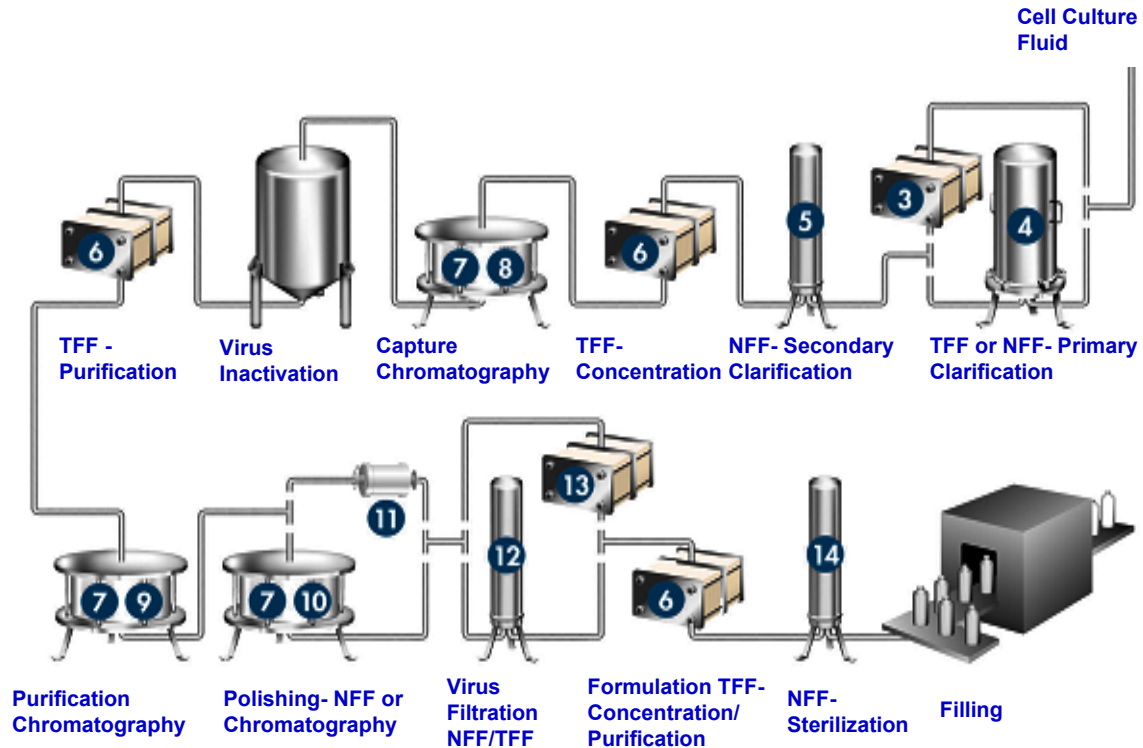 Cell Culture
Fluid
3
5
4
6
7
8
6
TFF -
Purification
Virus
Inactivation
Capture
Chromatography
TFF-
Concentration
NFF- Secondary
Clarification
TFF or NFF- Primary
Clarification
13
11
12
14
7
9
7
10
6
Purification
Chromatography
Polishing- NFF or
Chromatography
Virus
Filtration
NFF/TFF
Formulation TFF-
Concentration/
Purification
NFF-
Sterilization
Filling